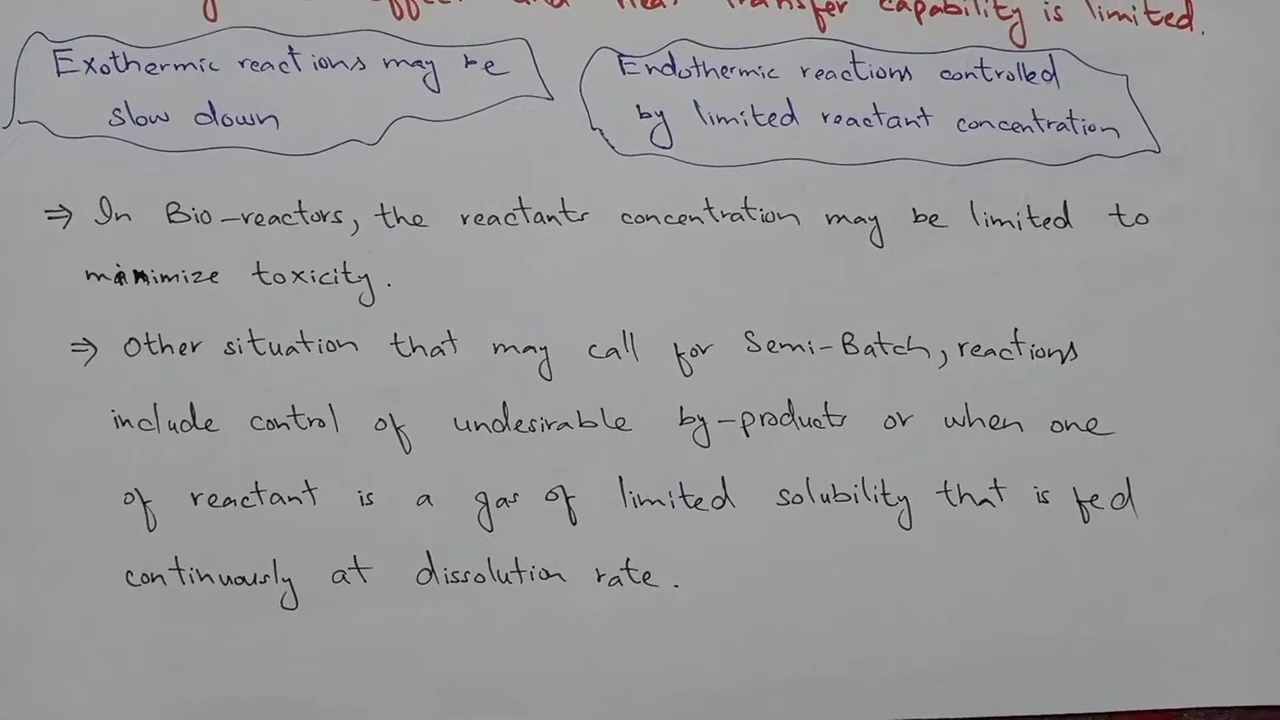 and transfer capability is limited.
Exothermic reactions may be
slow down
Endothermic reactions controlled
by limited reactant concentration
⇒ In Bio-reactors, the reactants concentration may be limited to
minimize toxicity.
⇒ Other situation that may call for Semi-Batch, reactions
include control of undesirable by-products or when one
of reactant is a gas of limited solubility that is fed
continuously at dissolution rate.